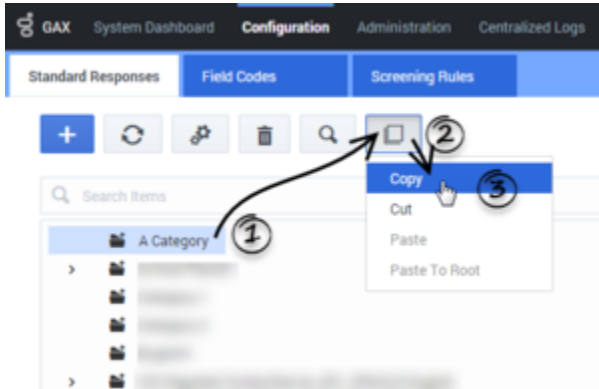 GAX System Dashboard Configuration Administration Centralized Logs
Standard Responses Field Codes Screening Rules
2
Copy
3
Search Items
Cut
A Category
1
Paste
Paste To Root